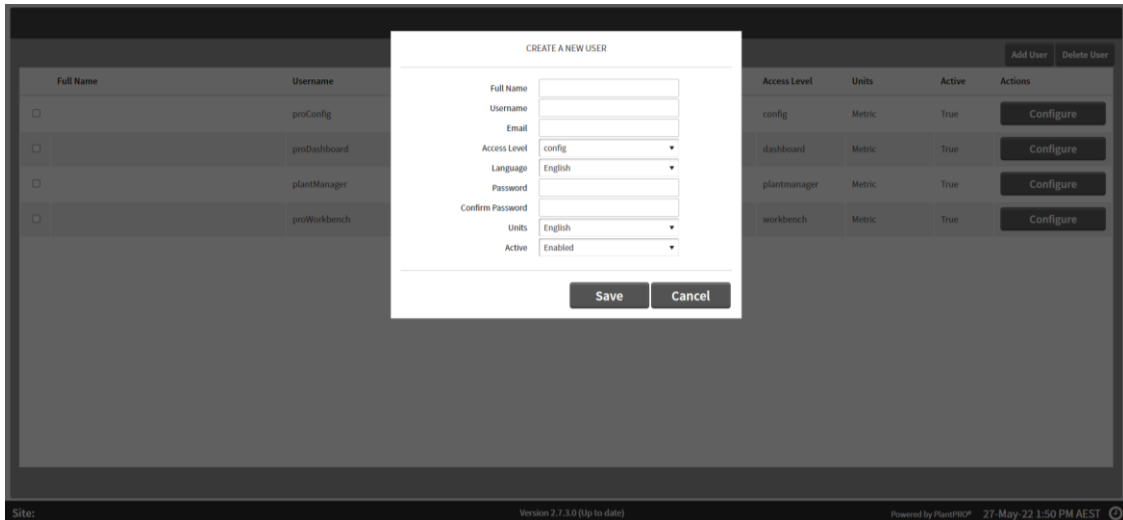 CREATE A NEW USER
Add User Delete User
Full Name Username Access Level Units Active Actions
Full Name
Username
Email
Access Level config
Language English
Password
Confirm Password
Units English
Active Enabled
Save Cancel
proConfig config Metric True Configure
proDashboard dashboard Metric True Configure
plantManager plantmanager Metric True Configure
proWorkbench workbench Metric True Configure
Site: Version 2.7.3.0 (Up to date) Powered by PlantPRO® 27-May-22 1:50 PM AEST